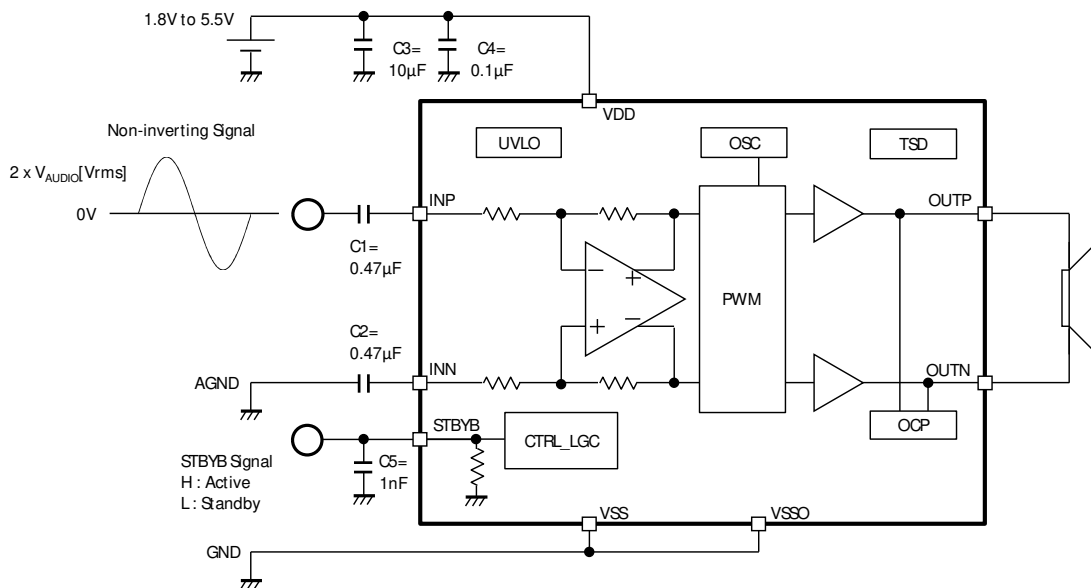 1.8V to 5.5V
C3=
10µF
C4=
0.1µF
VDD
Non-inverting Signal
UVLO
OSC
TSD
2 x VAUDIO[Vrms]
0V
INP
OUTP
C1=
0.47µF
−
+
PWM
−
+
C2=
0.47µF
AGND
INN
OUTN
STBYB
CTRL_LGC
OCP
STBYB Signal
H : Active
L : Standby
C5=
1nF
VSS
VSSO
GND